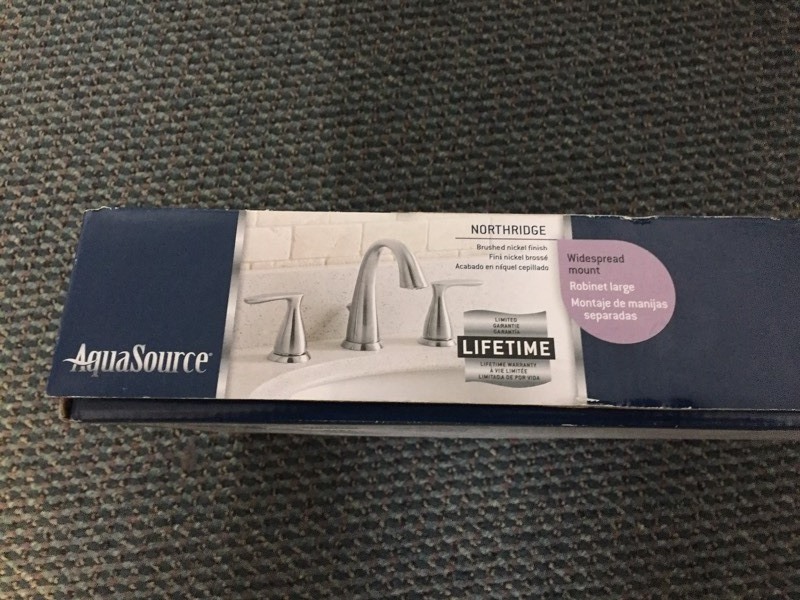 AquaSource
NORTHRIDGE
Brushed nickel finish
Fini nickel brossé
Acabado en níquel cepillado
LIMITED
GARANTIE
GARANTÍA
LIFETIME
LIFETIME WARRANTY
À VIE LIMITÉE
LIMITADA DE POR VIDA
Widespread
mount
Robinet large
Montaje de manijas
separadas